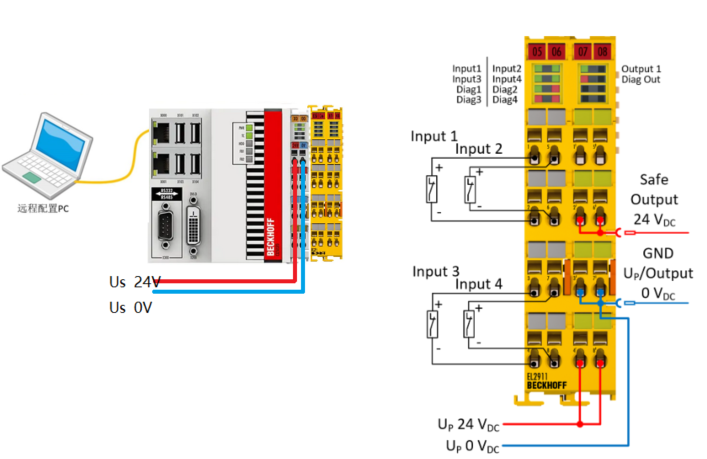 远程配置PC
RS232
RS485
BECKHOFF
Us 24V
Us 0V
05 06 07 08
Input1 Input2
Input3 Input4
Diag1 Diag2
Diag3 Diag4
Output 1
Diag Out
Input 1
Input 2
+ +
- -
Safe
Output
24 VDC
GND
UP/Output
0 VDC
Input 3
Input 4
+ +
- -
EL2911
BECKHOFF
UP 24 VDC
UP 0 VDC